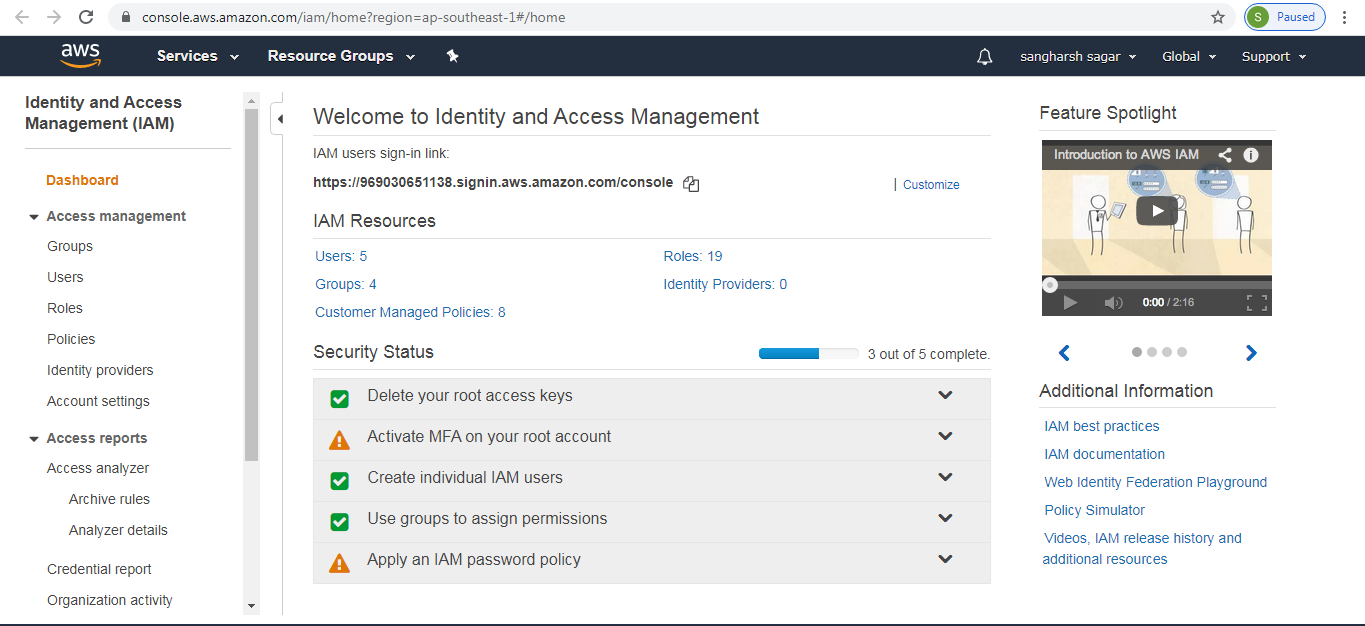 console.aws.amazon.com/iam/home?region=ap-southeast-1#/home
S Paused
aws Services Resource Groups sangharsh sagar Global Support
Identity and Access
Management (IAM)
Dashboard
Access management
Groups
Users
Roles
Policies
Identity providers
Account settings
Access reports
Access analyzer
Archive rules
Analyzer details
Credential report
Organization activity
Welcome to Identity and Access Management
IAM users sign-in link:
https://969030651138.signin.aws.amazon.com/console | Customize
IAM Resources
Users: 5 Roles: 19
Groups: 4 Identity Providers: 0
Customer Managed Policies: 8
Security Status 3 out of 5 complete.
Delete your root access keys
Activate MFA on your root account
Create individual IAM users
Use groups to assign permissions
Apply an IAM password policy
Feature Spotlight
Introduction to AWS IAM
0:00 / 2:16
Additional Information
IAM best practices
IAM documentation
Web Identity Federation Playground
Policy Simulator
Videos, IAM release history and
additional resources